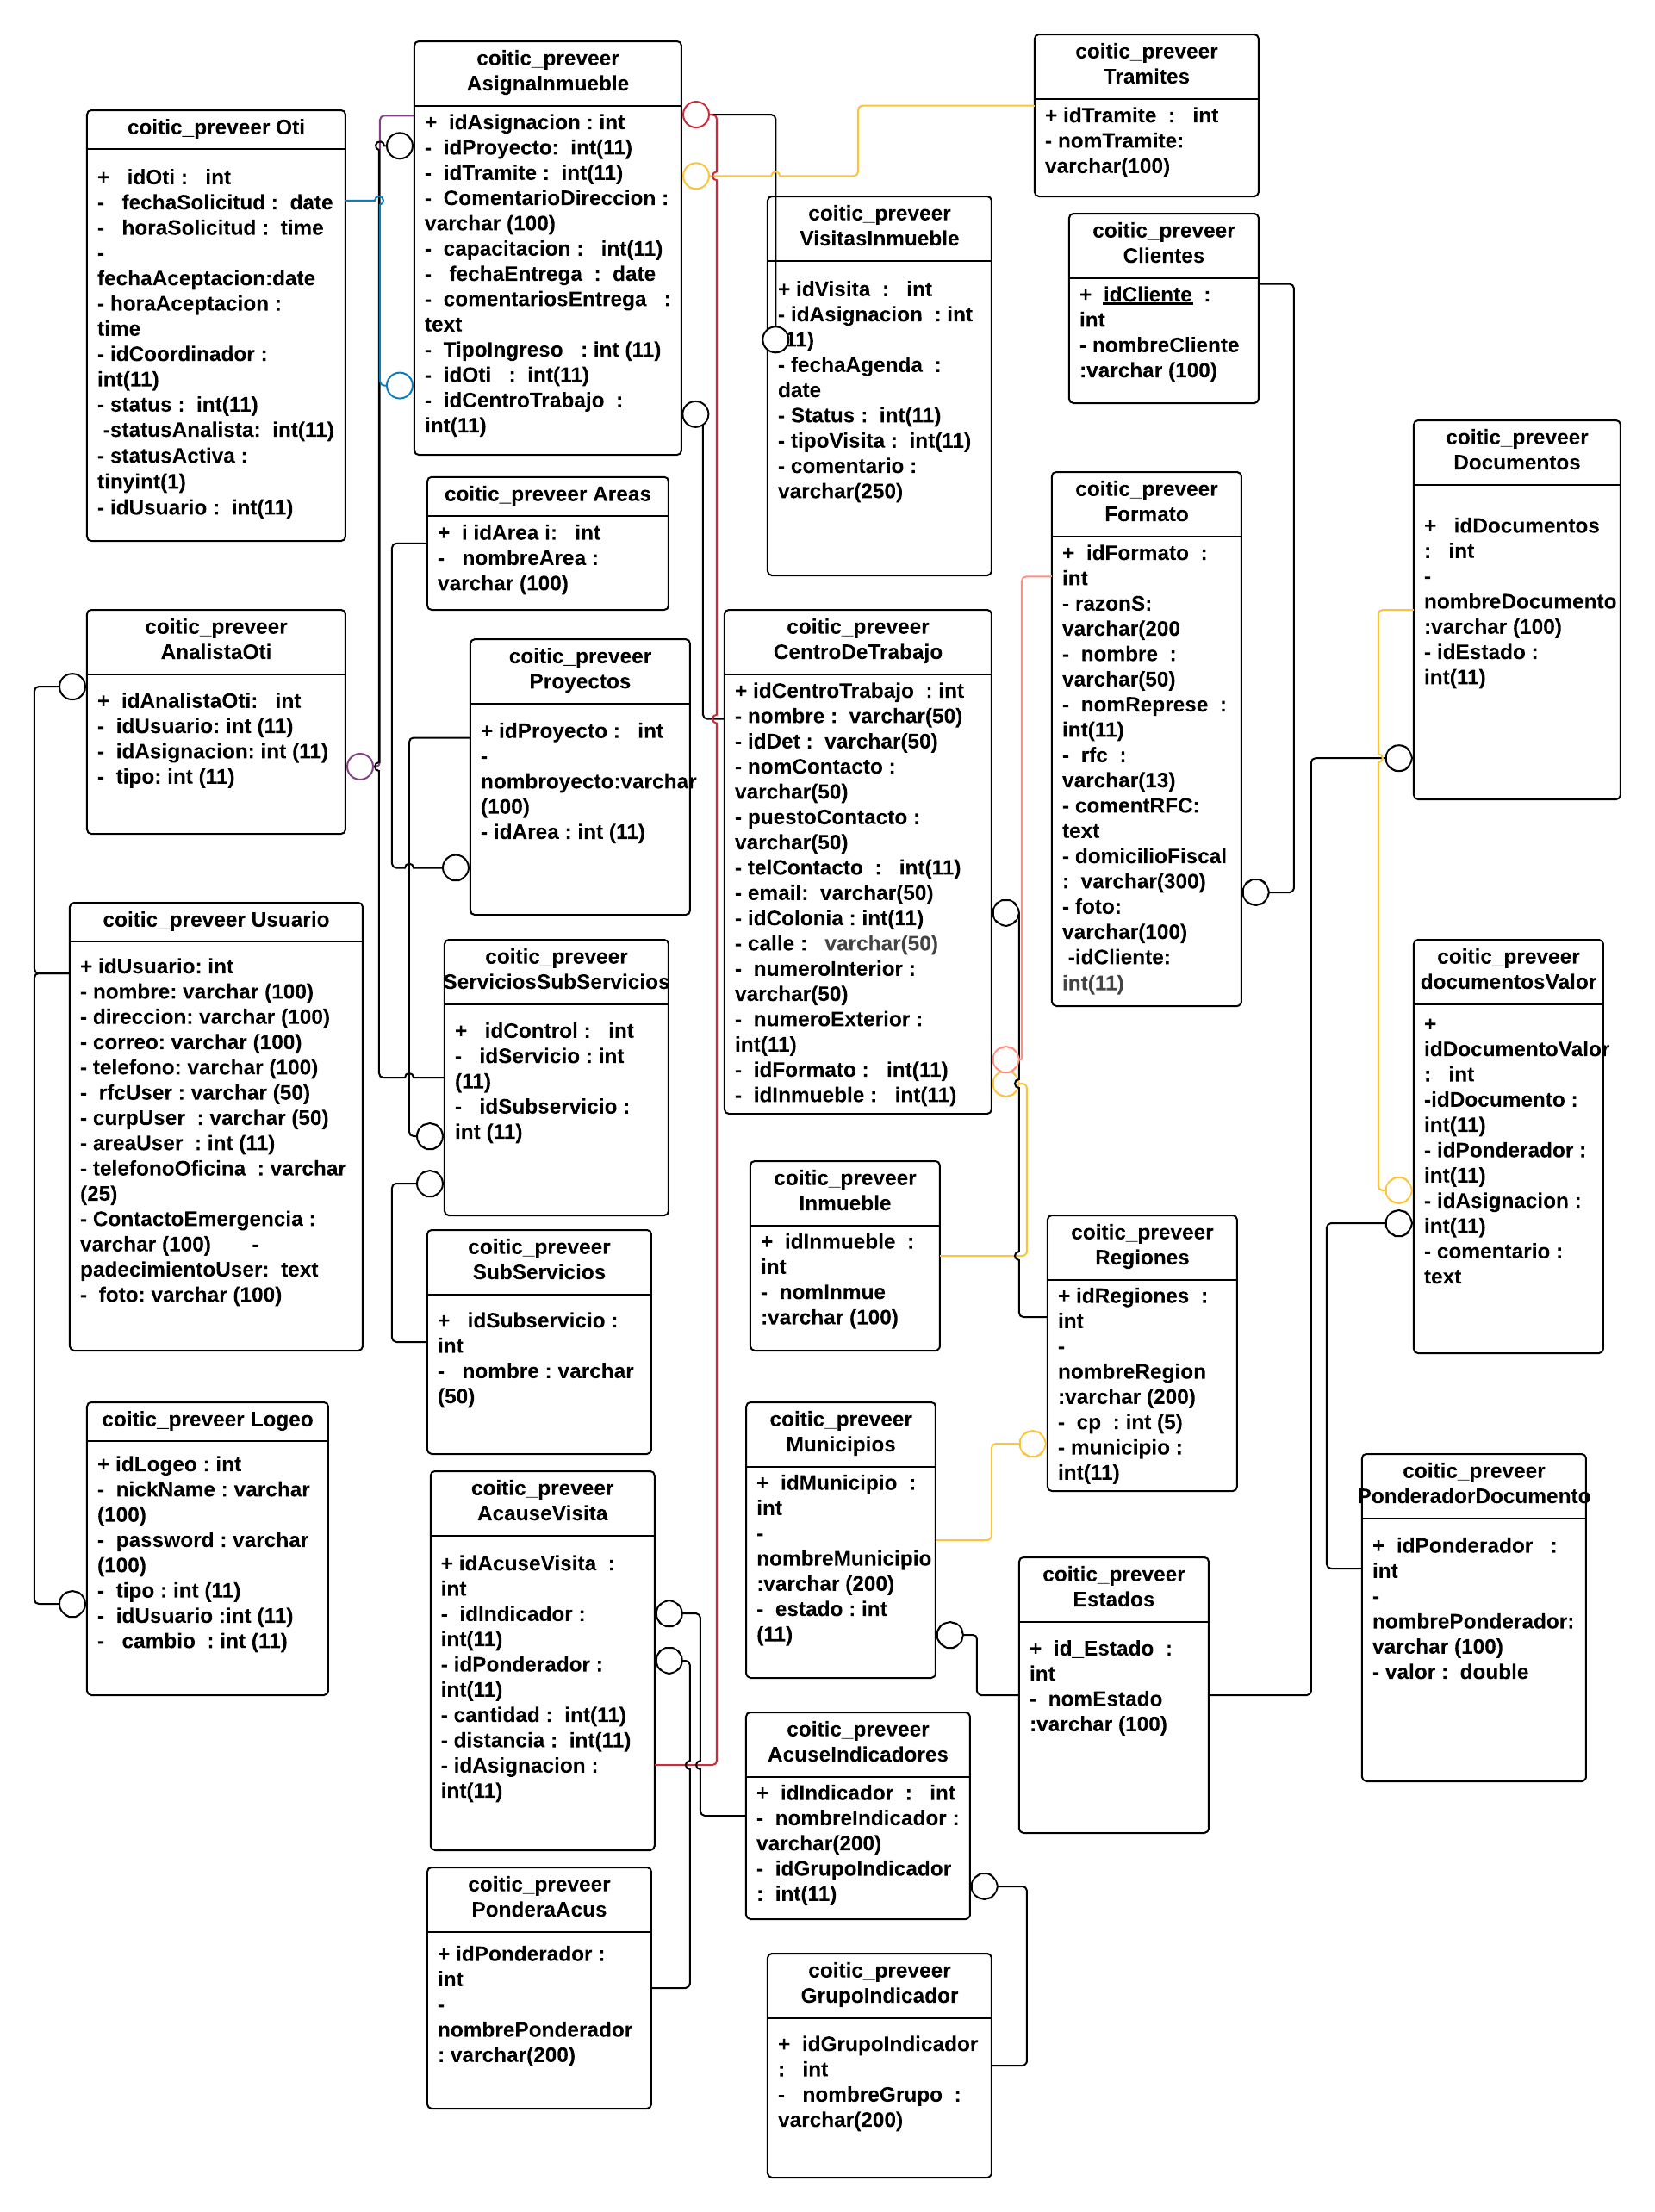 coitic_preveer Oti
+ idOti : int
- fechaSolicitud : date
- horaSolicitud : time
-
fechaAceptacion:date
- horaAceptacion :
time
- idCoordinador :
int(11)
- status : int(11)
-statusAnalista: int(11)
- statusActiva :
tinyint(1)
- idUsuario : int(11)
coitic_preveer
AnalistaOti
+ idAnalistaOti: int
- idUsuario: int (11)
- idAsignacion: int (11)
- tipo: int (11)
coitic_preveer Usuario
+ idUsuario: int
- nombre: varchar (100)
- direccion: varchar (100)
- correo: varchar (100)
- telefono: varchar (100)
- rfcUser : varchar (50)
- curpUser : varchar (50)
- areaUser : int (11)
- telefonoOficina : varchar
(25)
- ContactoEmergencia :
varchar (100) -
padecimientoUser: text
- foto: varchar (100)
coitic_preveer Logeo
+ idLogeo : int
- nickName : varchar
(100)
- password : varchar
(100)
- tipo : int (11)
- idUsuario :int (11)
- cambio : int (11)
coitic_preveer
AsignaInmueble
+ idAsignacion : int
- idProyecto: int(11)
- idTramite : int(11)
- ComentarioDireccion :
varchar (100)
- capacitacion : int(11)
- fechaEntrega : date
- comentariosEntrega :
text
- TipoIngreso : int (11)
- idOti : int(11)
- idCentroTrabajo :
int(11)
coitic_preveer Areas
+ i idArea i: int
- nombreArea :
varchar (100)
coitic_preveer
Proyectos
+ idProyecto : int
-
nombroyecto:varchar
(100)
- idArea : int (11)
coitic_preveer
ServiciosSubServicios
+ idControl : int
- idServicio : int
(11)
- idSubservicio :
int (11)
coitic_preveer
SubServicios
+ idSubservicio :
int
- nombre : varchar
(50)
coitic_preveer
AcauseVisita
+ idAcuseVisita :
int
- idIndicador :
int(11)
- idPonderador :
int(11)
- cantidad : int(11)
- distancia : int(11)
- idAsignacion :
int(11)
coitic_preveer
PonderaAcus
+ idPonderador :
int
-
nombrePonderador
: varchar(200)
coitic_preveer
VisitasInmueble
+ idVisita : int
- idAsignacion : int
11)
- fechaAgenda :
date
- Status : int(11)
- tipoVisita : int(11)
- comentario :
varchar(250)
coitic_preveer
CentroDeTrabajo
+ idCentroTrabajo : int
- nombre : varchar(50)
- idDet : varchar(50)
- nomContacto :
varchar(50)
- puestoContacto :
varchar(50)
- telContacto : int(11)
- email: varchar(50)
- idColonia : int(11)
- calle : varchar(50)
- numeroInterior :
varchar(50)
- numeroExterior :
int(11)
- idFormato : int(11)
- idInmueble : int(11)
coitic_preveer
Inmueble
+ idInmueble :
int
- nomInmue
:varchar (100)
coitic_preveer
Municipios
+ idMunicipio :
int
-
nombreMunicipio
:varchar (200)
- estado : int
(11)
coitic_preveer
AcuseIndicadores
+ idIndicador : int
- nombreIndicador :
varchar(200)
- idGrupoIndicador
: int(11)
coitic_preveer
GrupoIndicador
+ idGrupoIndicador
: int
- nombreGrupo :
varchar(200)
coitic_preveer
Tramites
+ idTramite : int
- nomTramite:
varchar(100)
coitic_preveer
Clientes
+ idCliente :
int
- nombreCliente
:varchar (100)
coitic_preveer
Formato
+ idFormato :
int
- razonS:
varchar(200
- nombre :
varchar(50)
- nomReprese :
int(11)
- rfc :
varchar(13)
- comentRFC:
text
- domicilioFiscal
: varchar(300)
- foto:
varchar(100)
-idCliente:
int(11)
coitic_preveer
Regiones
+ idRegiones :
int
-
nombreRegion
:varchar (200)
- cp : int (5)
- municipio :
int(11)
coitic_preveer
Estados
+ id_Estado :
int
- nomEstado
:varchar (100)
coitic_preveer
Documentos
+ idDocumentos
: int
-
nombreDocumento
:varchar (100)
- idEstado :
int(11)
coitic_preveer
documentosValor
+
idDocumentoValor
: int
-idDocumento :
int(11)
- idPonderador :
int(11)
- idAsignacion :
int(11)
- comentario :
text
coitic_preveer
PonderadorDocumento
+ idPonderador :
int
-
nombrePonderador:
varchar (100)
- valor : double